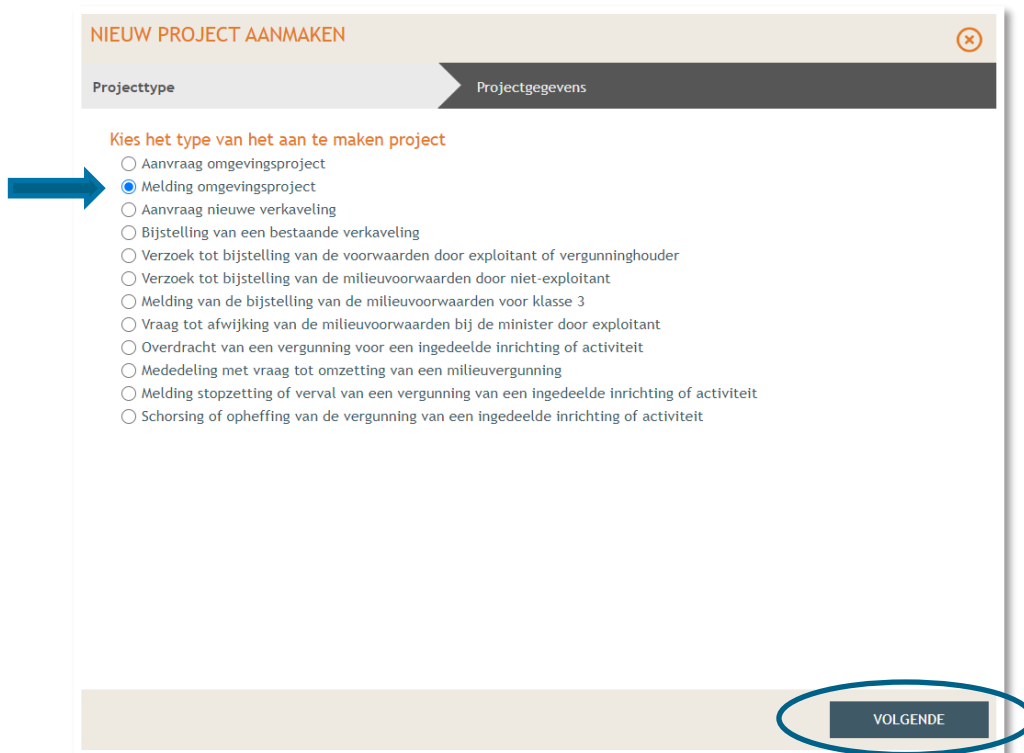 NIEUW PROJECT AANMAKEN
Projecttype
Projectgegevens
Kies het type van het aan te maken project
Aanvraag omgevingsproject
Melding omgevingsproject
Aanvraag nieuwe verkaveling
Bijstelling van een bestaande verkaveling
Verzoek tot bijstelling van de voorwaarden door exploitant of vergunninghouder
Verzoek tot bijstelling van de milieuvoorwaarden door niet-exploitant
Melding van de bijstelling van de milieuvoorwaarden voor klasse 3
Vraag tot afwijking van de milieuvoorwaarden bij de minister door exploitant
Overdracht van een vergunning voor een ingedeelde inrichting of activiteit
Mededeling met vraag tot omzetting van een milieuvergunning
Melding stopzetting of verval van een vergunning van een ingedeelde inrichting of activiteit
Schorsing of opheffing van de vergunning van een ingedeelde inrichting of activiteit
VOLGENDE